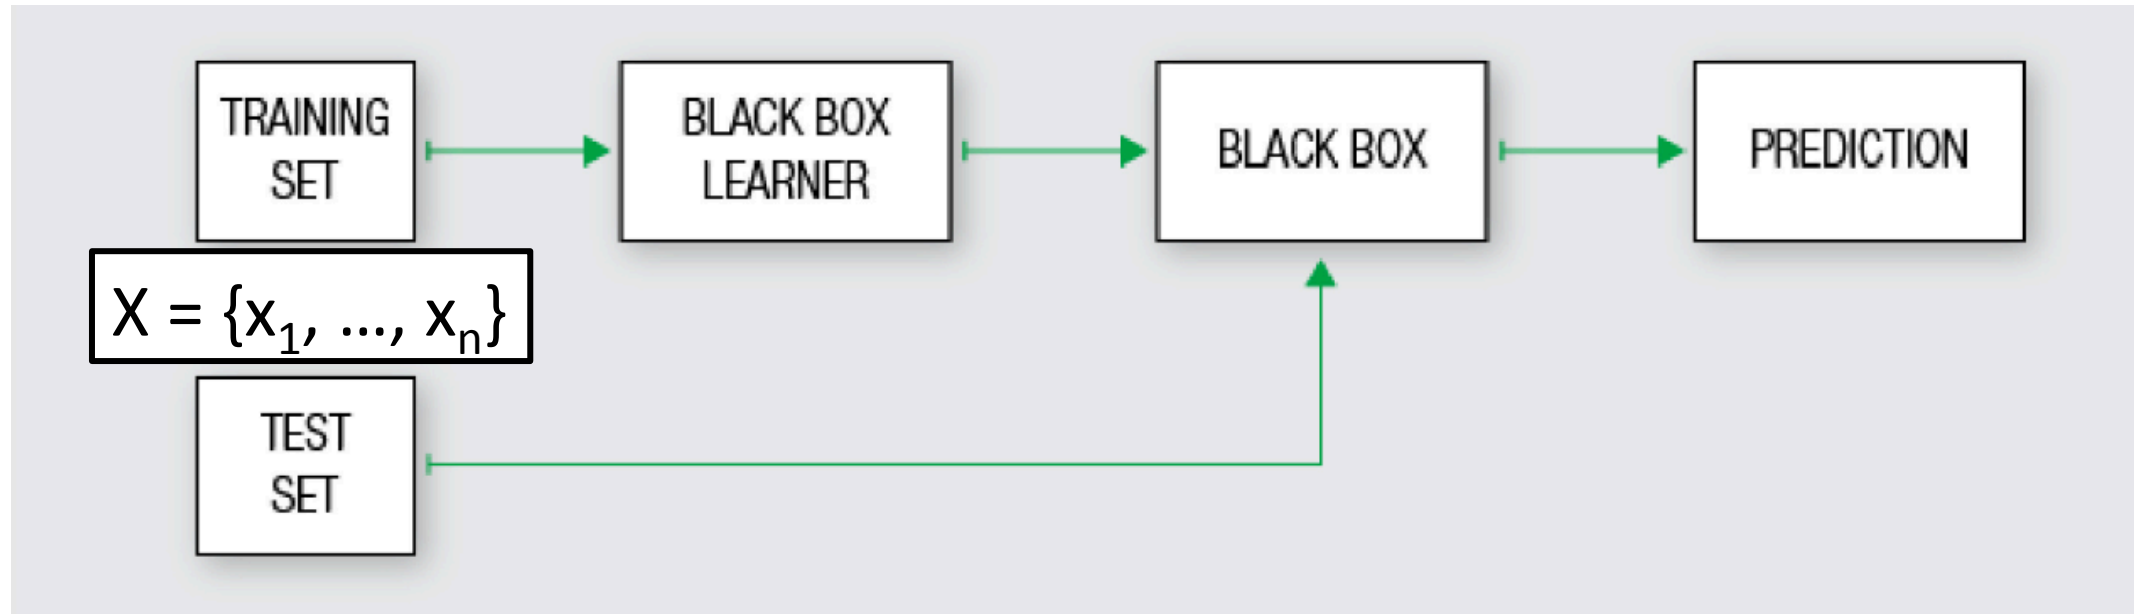 TRAINING
SET
BLACK BOX
LEARNER
BLACK BOX
PREDICTION
X = {x₁, ..., xₙ}
TEST
SET